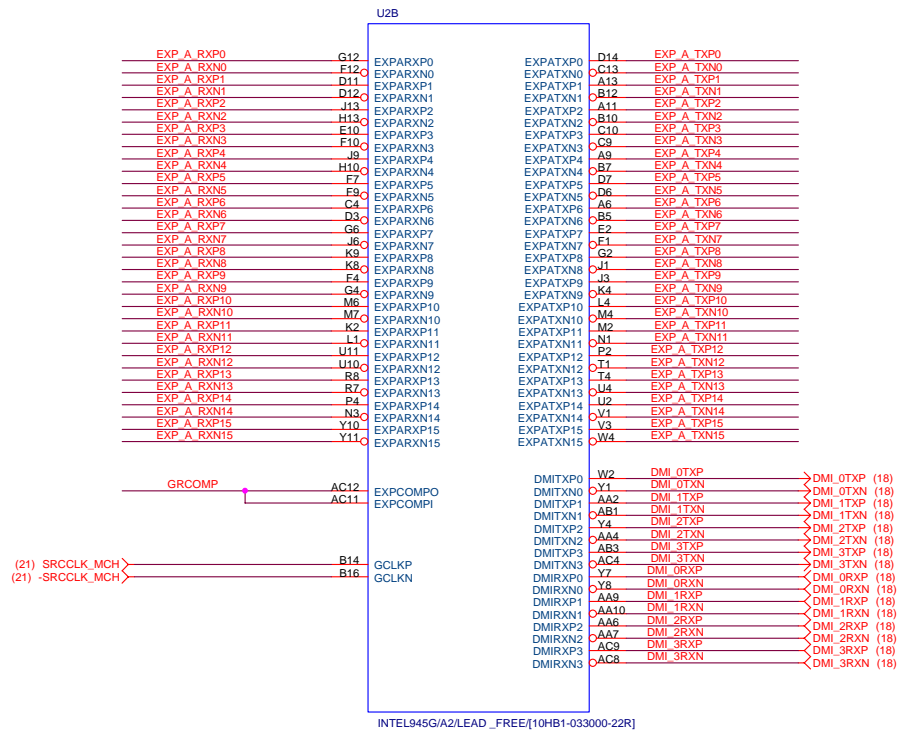 U2B
EXP_A_RXP0 G12 EXPARXP0 EXPATXP0 D14 EXP_A_TXP0
EXP_A_RXN0 F12 EXPARXN0 EXPATXN0 C13 EXP_A_TXN0
EXP_A_RXP1 D11 EXPARXP1 EXPATXP1 A13 EXP_A_TXP1
EXP_A_RXN1 D12 EXPARXN1 EXPATXN1 B12 EXP_A_TXN1
EXP_A_RXP2 J13 EXPARXP2 EXPATXP2 A11 EXP_A_TXP2
EXP_A_RXN2 H13 EXPARXN2 EXPATXN2 B10 EXP_A_TXN2
EXP_A_RXP3 E10 EXPARXP3 EXPATXP3 C10 EXP_A_TXP3
EXP_A_RXN3 F10 EXPARXN3 EXPATXN3 C9 EXP_A_TXN3
EXP_A_RXP4 J9 EXPARXP4 EXPATXP4 A9 EXP_A_TXP4
EXP_A_RXN4 H10 EXPARXN4 EXPATXN4 B7 EXP_A_TXN4
EXP_A_RXP5 F7 EXPARXP5 EXPATXP5 D7 EXP_A_TXP5
EXP_A_RXN5 F9 EXPARXN5 EXPATXN5 D6 EXP_A_TXN5
EXP_A_RXP6 C4 EXPARXP6 EXPATXP6 A6 EXP_A_TXP6
EXP_A_RXN6 D3 EXPARXN6 EXPATXN6 B5 EXP_A_TXN6
EXP_A_RXP7 G6 EXPARXP7 EXPATXP7 E2 EXP_A_TXP7
EXP_A_RXN7 J6 EXPARXN7 EXPATXN7 F1 EXP_A_TXN7
EXP_A_RXP8 K9 EXPARXP8 EXPATXP8 G2 EXP_A_TXP8
EXP_A_RXN8 K8 EXPARXN8 EXPATXN8 J1 EXP_A_TXN8
EXP_A_RXP9 F4 EXPARXP9 EXPATXP9 J3 EXP_A_TXP9
EXP_A_RXN9 G4 EXPARXN9 EXPATXN9 K4 EXP_A_TXN9
EXP_A_RXP10 M6 EXPARXP10 EXPATXP10 L4 EXP_A_TXP10
EXP_A_RXN10 M7 EXPARXN10 EXPATXN10 M4 EXP_A_TXN10
EXP_A_RXP11 K2 EXPARXP11 EXPATXP11 M2 EXP_A_TXP11
EXP_A_RXN11 L1 EXPARXN11 EXPATXN11 N1 EXP_A_TXN11
EXP_A_RXP12 U11 EXPARXP12 EXPATXP12 P2 EXP_A_TXP12
EXP_A_RXN12 U10 EXPARXN12 EXPATXN12 T1 EXP_A_TXN12
EXP_A_RXP13 R8 EXPARXP13 EXPATXP13 T4 EXP_A_TXP13
EXP_A_RXN13 R7 EXPARXN13 EXPATXN13 U4 EXP_A_TXN13
EXP_A_RXP14 P4 EXPARXP14 EXPATXP14 U2 EXP_A_TXP14
EXP_A_RXN14 N3 EXPARXN14 EXPATXN14 V1 EXP_A_TXN14
EXP_A_RXP15 Y10 EXPARXP15 EXPATXP15 V3 EXP_A_TXP15
EXP_A_RXN15 Y11 EXPARXN15 EXPATXN15 W4 EXP_A_TXN15
DMITXP0 W2 DMI_0TXP DMI_0TXP (18)
GRCOMP AC12 EXPCOMPO DMITXN0 Y1 DMI_0TXN DMI_0TXN (18)
AC11 EXPCOMPI DMITXP1 AA2 DMI_1TXP DMI_1TXP (18)
DMITXN1 AB1 DMI_1TXN DMI_1TXN (18)
DMITXP2 Y4 DMI_2TXP DMI_2TXP (18)
DMITXN2 AA4 DMI_2TXN DMI_2TXN (18)
DMITXP3 AB3 DMI_3TXP DMI_3TXP (18)
(21) SRCCLK_MCH B14 GCLKP DMITXN3 AC4 DMI_3TXN DMI_3TXN (18)
(21) -SRCCLK_MCH B16 GCLKN DMIRXP0 Y7 DMI_0RXP DMI_0RXP (18)
DMIRXN0 Y8 DMI_0RXN DMI_0RXN (18)
DMIRXP1 AA9 DMI_1RXP DMI_1RXP (18)
DMIRXN1 AA10 DMI_1RXN DMI_1RXN (18)
DMIRXP2 AA6 DMI_2RXP DMI_2RXP (18)
DMIRXN2 AA7 DMI_2RXN DMI_2RXN (18)
DMIRXP3 AC9 DMI_3RXP DMI_3RXP (18)
DMIRXN3 AC8 DMI_3RXN DMI_3RXN (18)
INTEL945G/A2/LEAD _FREE/[10HB1-033000-22R]